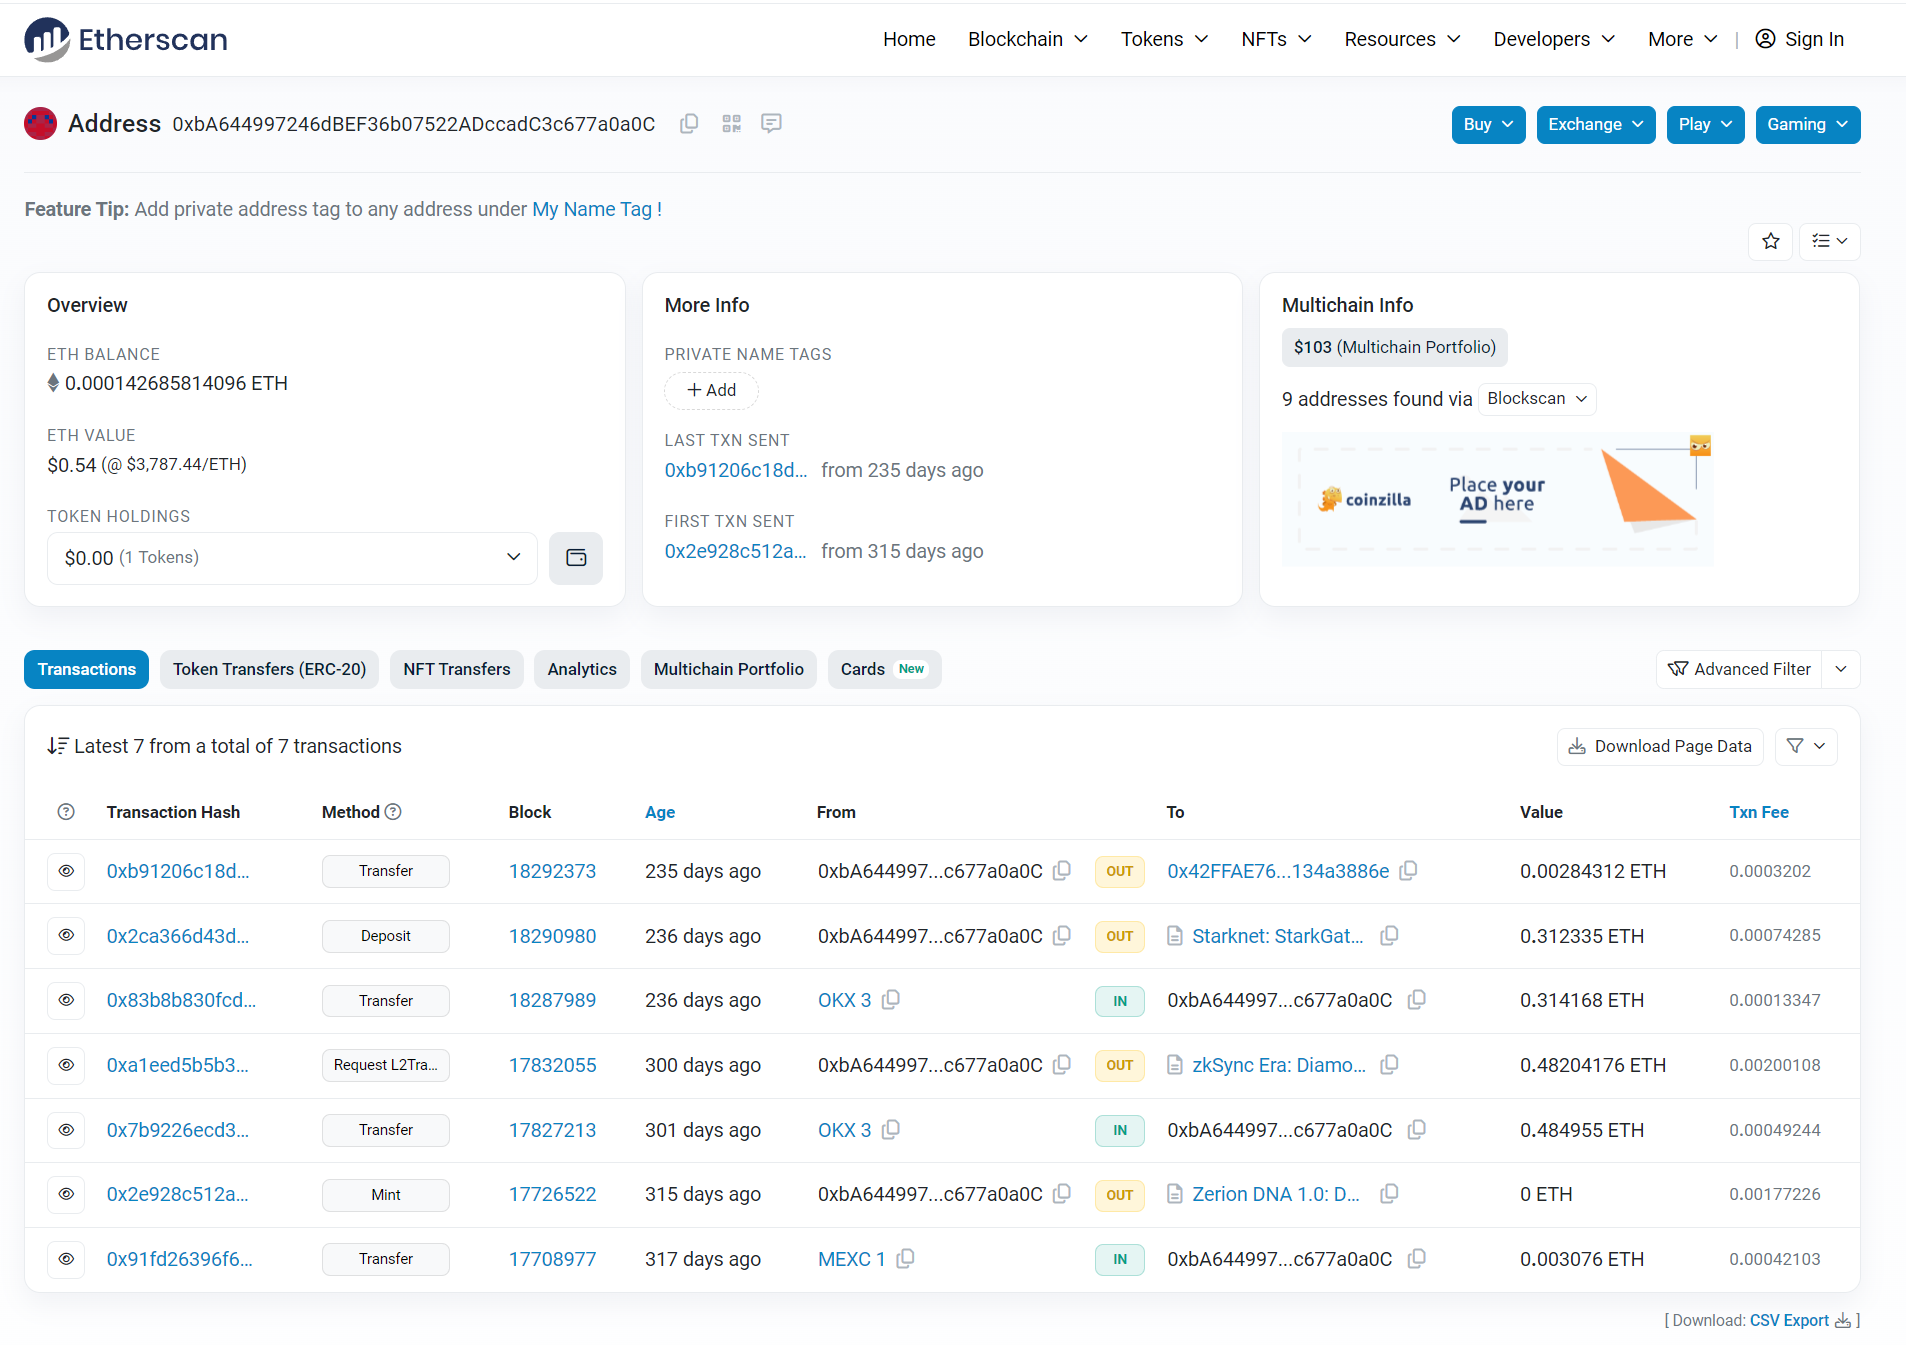 Etherscan
Home Blockchain Tokens NFTs Resources Developers More | Sign In
Address 0xbA644997246dBEF36b07522ADccadC3c677a0a0C
Buy Exchange Play Gaming
Feature Tip: Add private address tag to any address under My Name Tag !
Overview
ETH BALANCE
0.000142685814096 ETH
ETH VALUE
$0.54 (@ $3,787.44/ETH)
TOKEN HOLDINGS
$0.00 (1 Tokens)
More Info
PRIVATE NAME TAGS
+ Add
LAST TXN SENT
0xb91206c18d... from 235 days ago
FIRST TXN SENT
0x2e928c512a... from 315 days ago
Multichain Info
$103 (Multichain Portfolio)
9 addresses found via Blockscan
coinzilla
Place your
AD here
Transactions Token Transfers (ERC-20) NFT Transfers Analytics Multichain Portfolio Cards New
Advanced Filter
Latest 7 from a total of 7 transactions
Download Page Data
Transaction Hash Method Block Age From To Value Txn Fee
0xb91206c18d... Transfer 18292373 235 days ago 0xbA644997...c677a0a0C OUT 0x42FFAE76...134a3886e 0.00284312 ETH 0.0003202
0x2ca366d43d... Deposit 18290980 236 days ago 0xbA644997...c677a0a0C OUT Starknet: StarkGat... 0.312335 ETH 0.00074285
0x83b8b830fcd... Transfer 18287989 236 days ago OKX 3 IN 0xbA644997...c677a0a0C 0.314168 ETH 0.00013347
0xa1eed5b5b3... Request L2Tra... 17832055 300 days ago 0xbA644997...c677a0a0C OUT zkSync Era: Diamo... 0.48204176 ETH 0.00200108
0x7b9226ecd3... Transfer 17827213 301 days ago OKX 3 IN 0xbA644997...c677a0a0C 0.484955 ETH 0.00049244
0x2e928c512a... Mint 17726522 315 days ago 0xbA644997...c677a0a0C OUT Zerion DNA 1.0: D... 0 ETH 0.00177226
0x91fd26396f6... Transfer 17708977 317 days ago MEXC 1 IN 0xbA644997...c677a0a0C 0.003076 ETH 0.00042103
[ Download: CSV Export ]